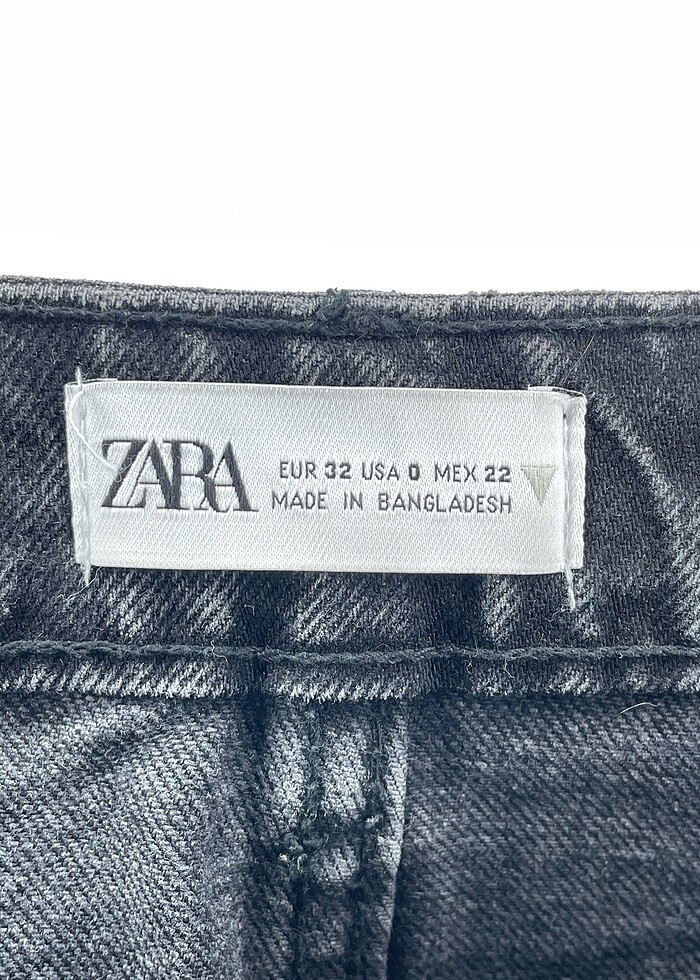 ZARA
EUR 32 USA 0 MEX 22
MADE IN BANGLADESH